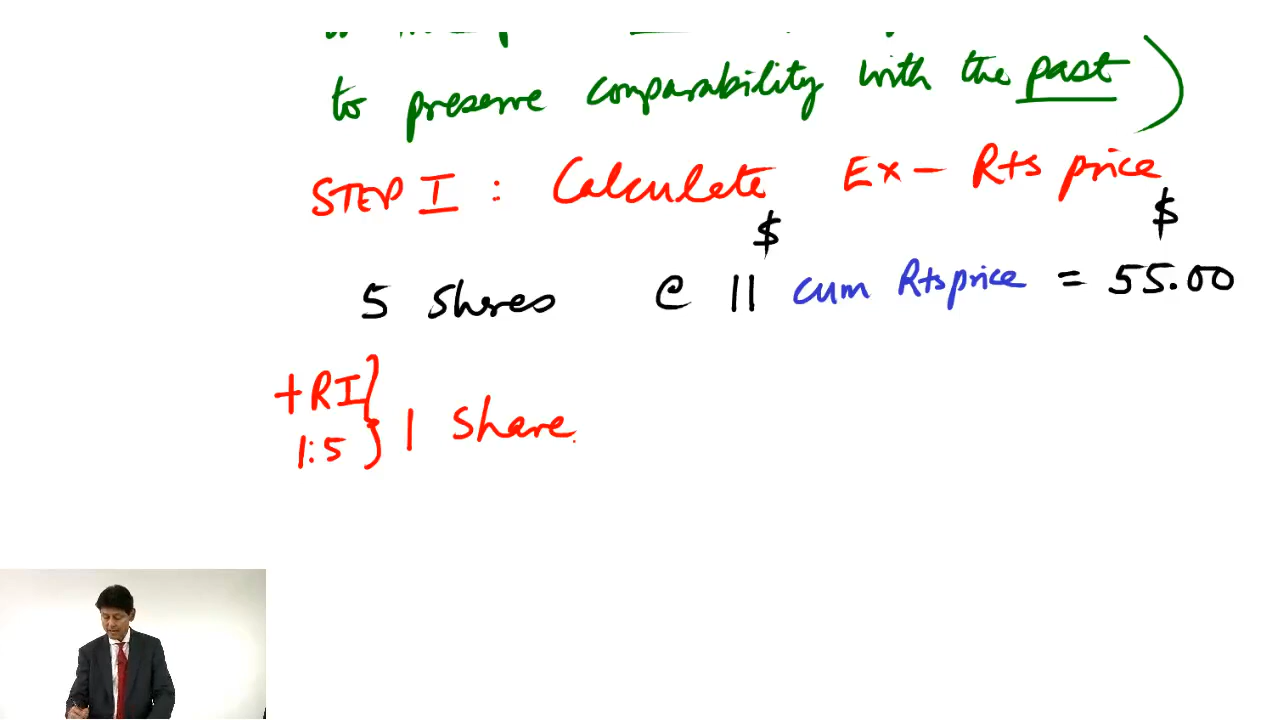 to preserve comparability with the past)
STEP I : Calculate Ex - Rts price
$ $
5 shares @ 11 cum Rts price = 55.00
+ RI }
1:5 } 1 share